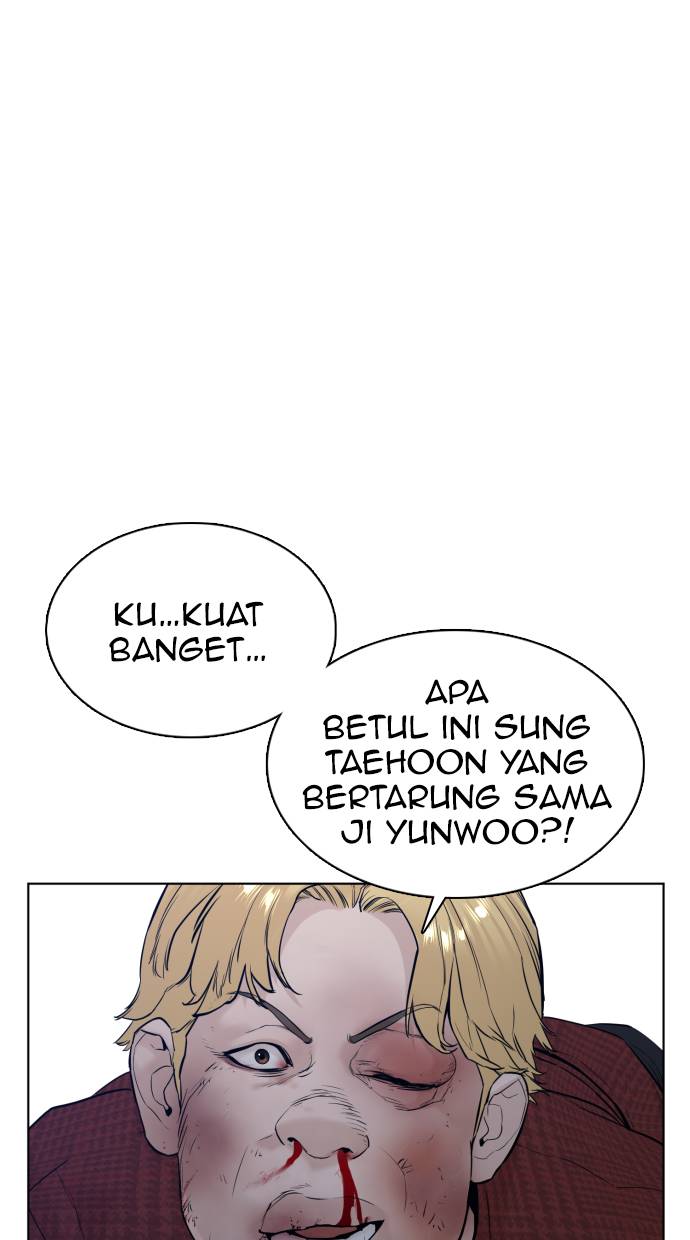 KU...KUAT
BANGET...
APA
BETUL INI SUNG
TAEHOON YANG
BERTARUNG SAMA
JI YUNWOO?!